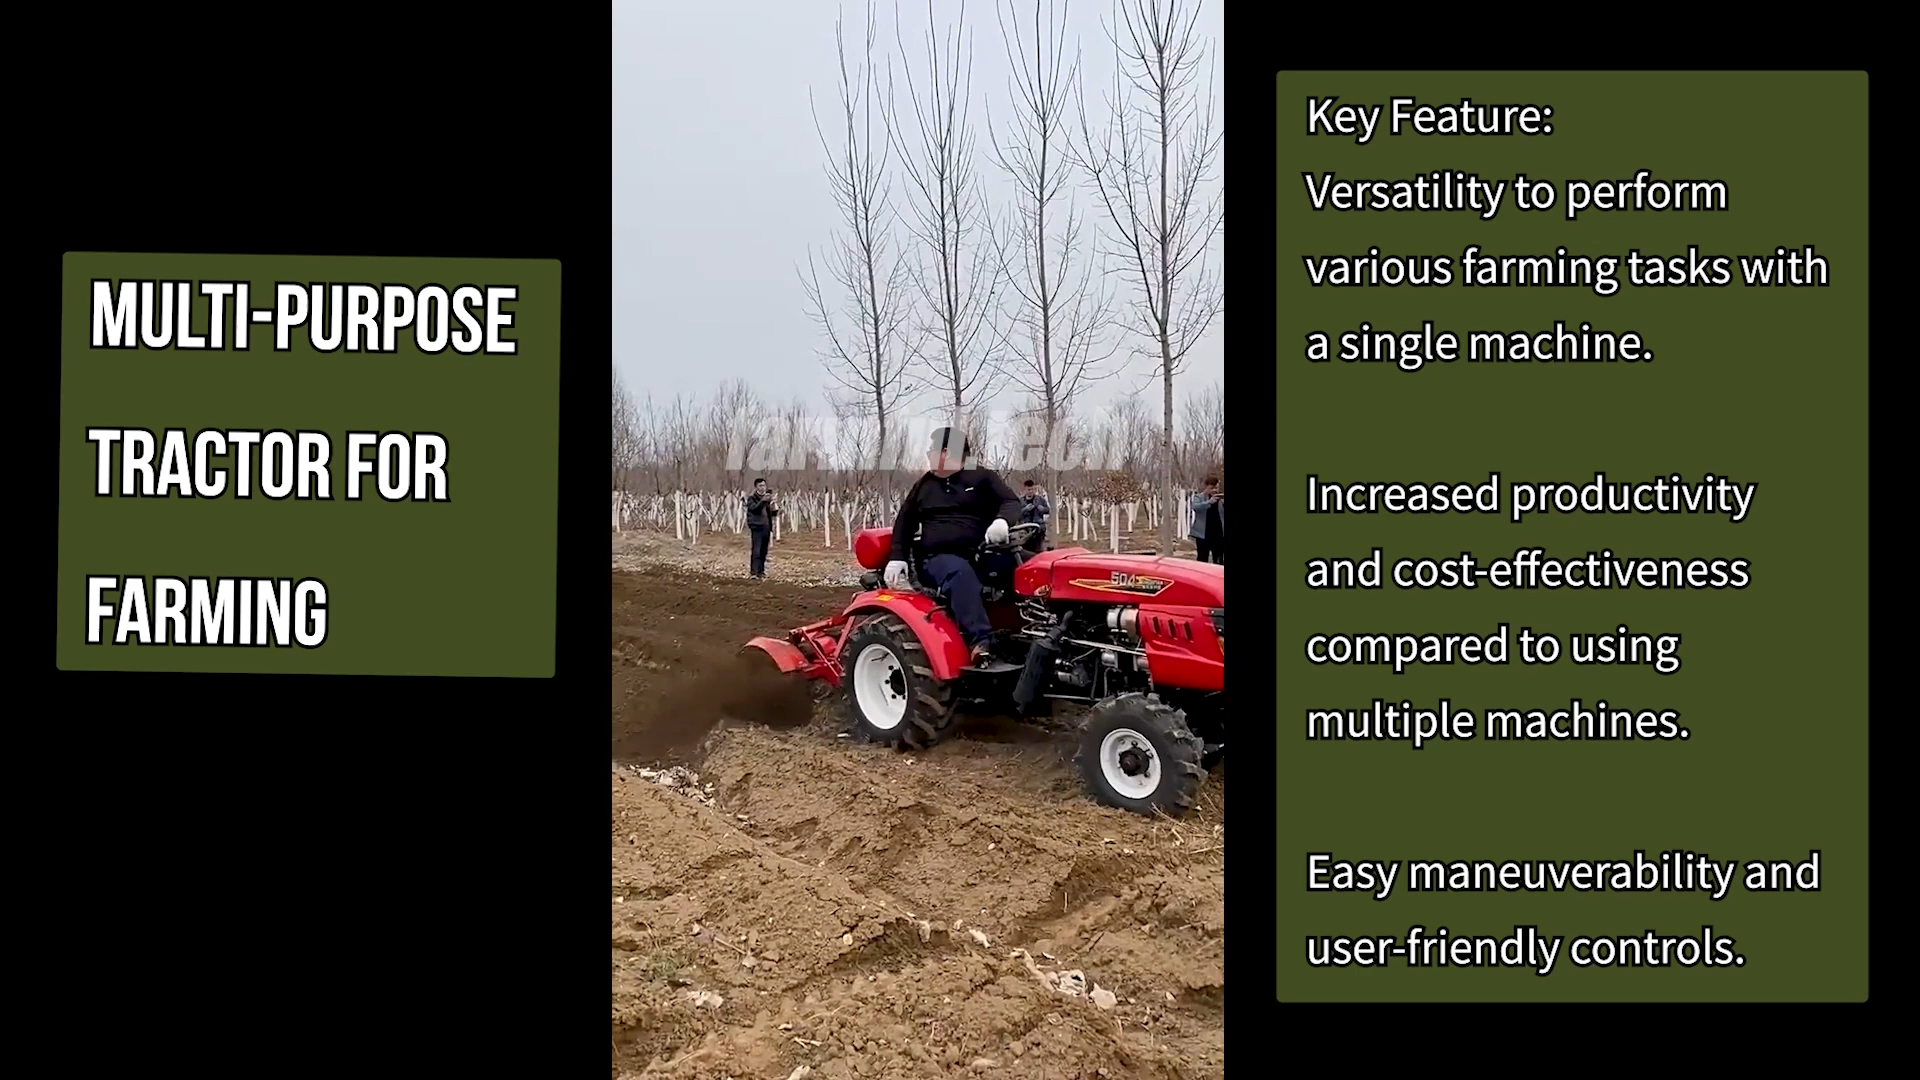 MULTI-PURPOSE
TRACTOR FOR
FARMING
504
Key Feature:
Versatility to perform
various farming tasks with
a single machine.
Increased productivity
and cost-effectiveness
compared to using
multiple machines.
Easy maneuverability and
user-friendly controls.